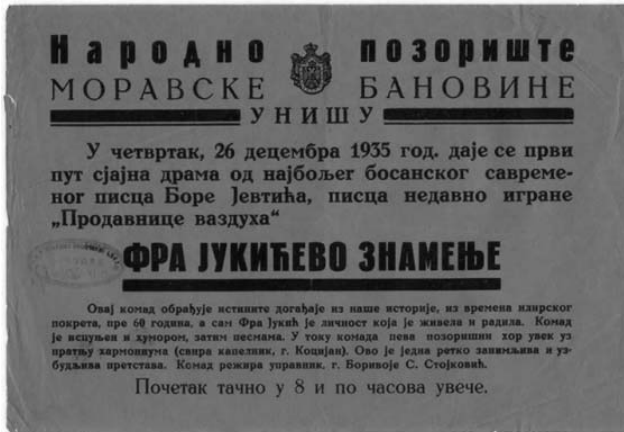 Народно позориште
МОРАВСКЕ БАНОВИНЕ
У НИШУ
У четвртак, 26 децембра 1935 год. даје се први
пут сјајна драма од најбољег босанског савреме-
ног писца Боре Јевтића, писца недавно игране
„Продавнице ваздуха“
ФРА ЈУКИЋЕВО ЗНАМЕЊЕ
Овај комад обрађује истините догађаје из наше историје, из времена илирског
покрета, пре 60 година, а сам Фра Јукић је личност која је живела и радила. Комад
је испуњен и хумором, затим песмама. У току комада пева позоришни хор увек уз
пратњу хармониума (свира капелник, г. Коцијан). Ово је једна ретко занимљива и уз-
будљива претстава. Комад режира управник, г. Боривоје С. Стојковић.
Почетак тачно у 8 и по часова увече.